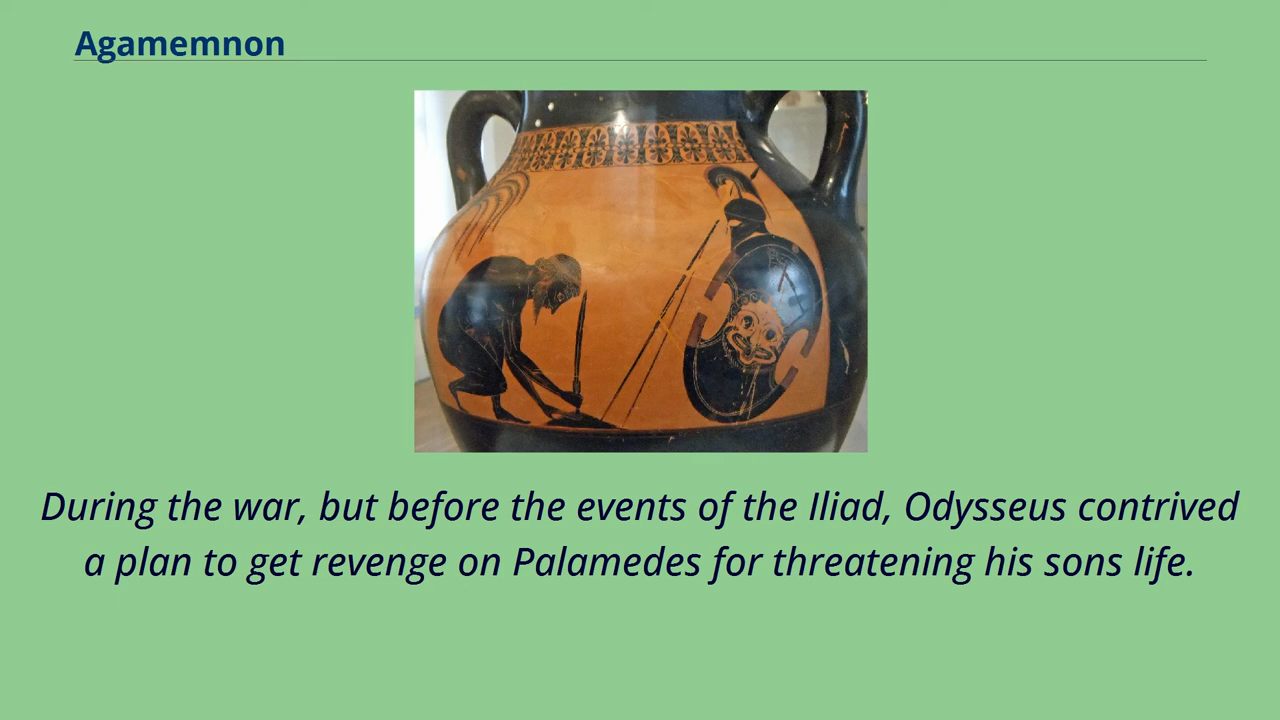 Agamemnon
During the war, but before the events of the Iliad, Odysseus contrived
a plan to get revenge on Palamedes for threatening his sons life.